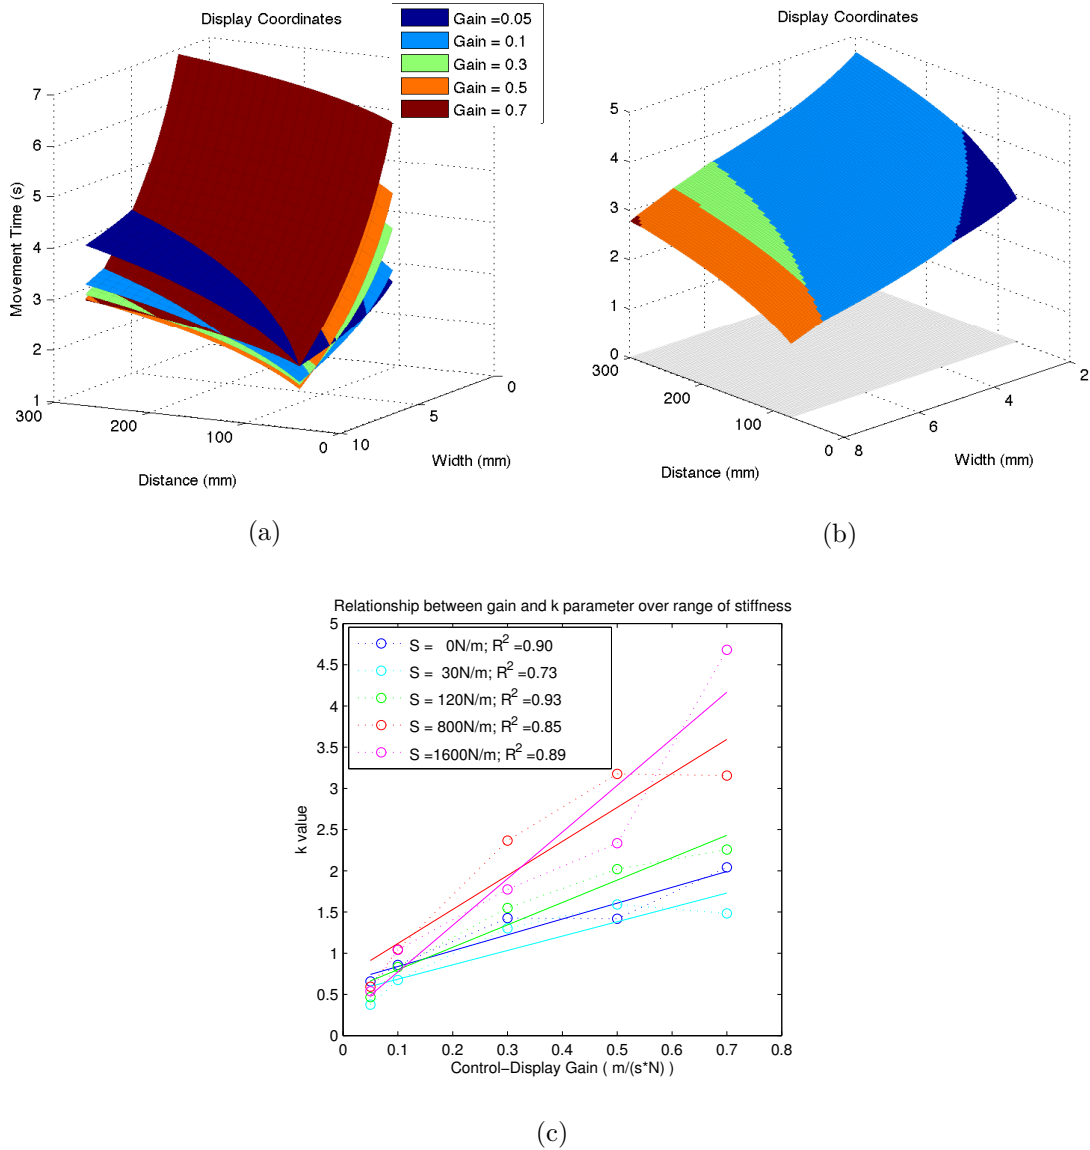 Display Coordinates
Gain =0.05
Gain = 0.1
Gain = 0.3
Gain = 0.5
Gain = 0.7
7
6
5
4
3
2
1
Movement Time (s)
300
200
100
0
Distance (mm)
10
5
0
Width (mm)
(a)
Display Coordinates
5
4
3
2
1
0
300
200
100
0
Distance (mm)
8
6
4
2
Width (mm)
(b)
Relationship between gain and k parameter over range of stiffness
S = 0N/m; R² =0.90
S = 30N/m; R² =0.73
S = 120N/m; R² =0.93
S = 800N/m; R² =0.85
S =1600N/m; R² =0.89
5
4.5
4
3.5
3
2.5
2
1.5
1
0.5
0
k value
0 0.1 0.2 0.3 0.4 0.5 0.6 0.7 0.8
Control−Display Gain ( m/(s*N) )
(c)